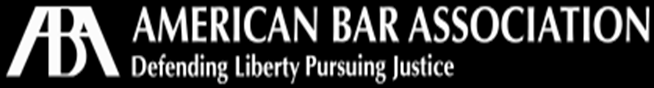 ABA
AMERICAN BAR ASSOCIATION
Defending Liberty Pursuing Justice